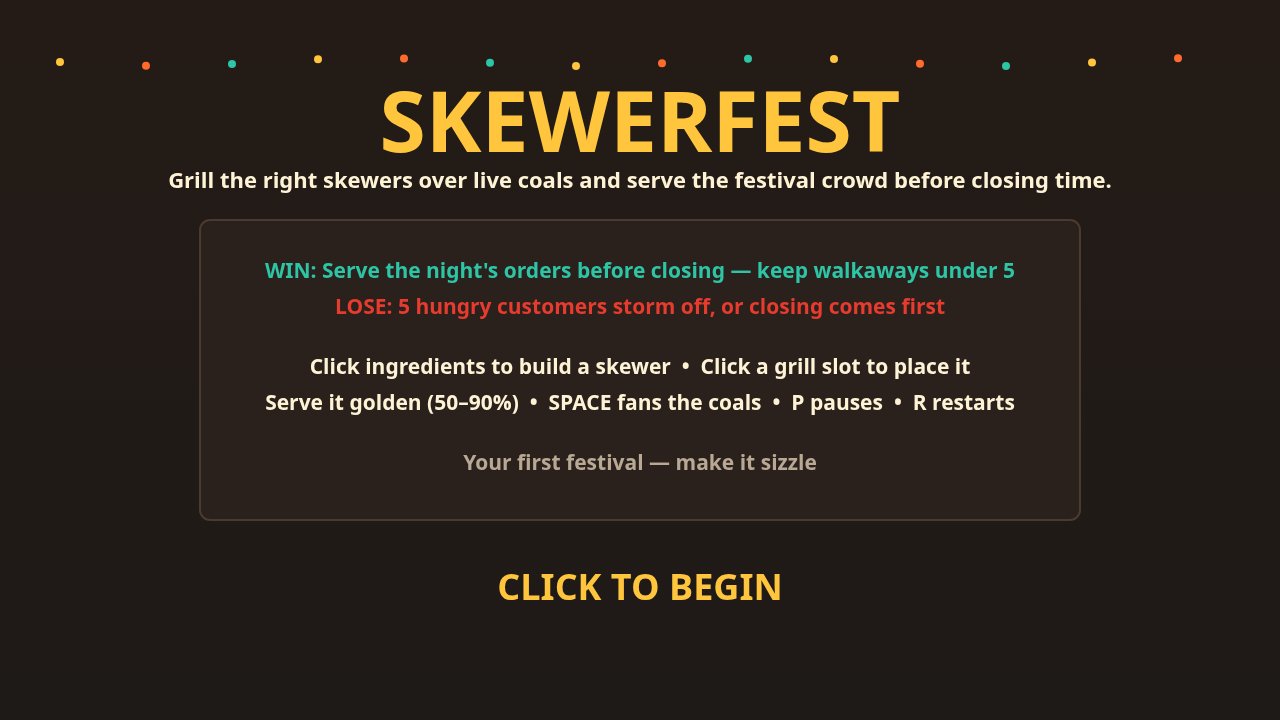 SKEWERFEST
Grill the right skewers over live coals and serve the festival crowd before closing time.
WIN: Serve the night's orders before closing — keep walkaways under 5
LOSE: 5 hungry customers storm off, or closing comes first
Click ingredients to build a skewer • Click a grill slot to place it
Serve it golden (50–90%) • SPACE fans the coals • P pauses • R restarts
Your first festival — make it sizzle
CLICK TO BEGIN